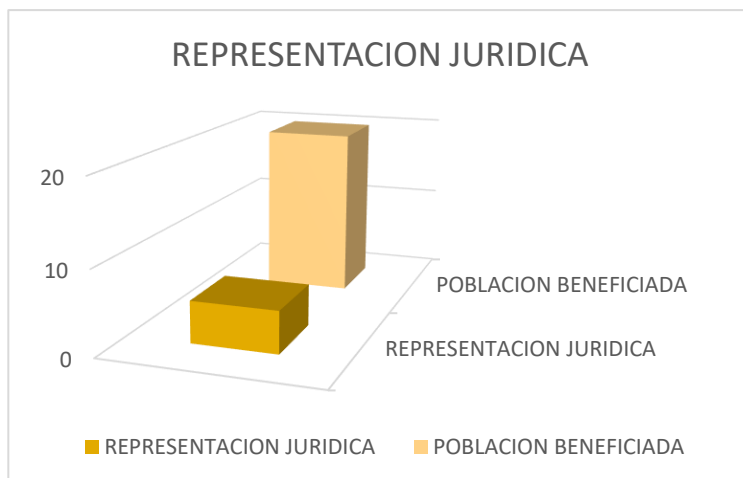 REPRESENTACION JURIDICA
20
10
0
POBLACION BENEFICIADA
REPRESENTACION JURIDICA
REPRESENTACION JURIDICA
POBLACION BENEFICIADA